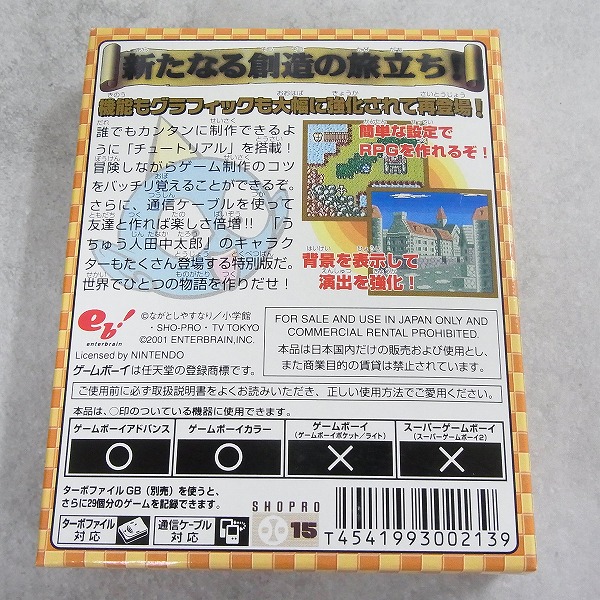 新たなる創造の旅立ち！
機能もグラフィックも大幅に強化されて再登場！
誰でもカンタンに制作できるよ
うに「チュートリアル」を搭載！
冒険しながらゲーム制作のコツ
をバッチリ覚えることができるぞ。
さらに、通信ケーブルを使って
友達と作れば楽しさ倍増!!「う
ちゅう人田中太郎」のキャラク
ターもたくさん登場する特別版だ。
世界でひとつの物語を作りだせ！
簡単な設定で
RPGを作れるぞ！
背景を表示して
演出を強化！
eb!
enterbrain
©ながとしやすなり／小学館
・SHO-PRO・TV TOKYO
©2001 ENTERBRAIN,INC.
Licensed by NINTENDO
ゲームボーイは任天堂の登録商標です。
FOR SALE AND USE IN JAPAN ONLY AND
COMMERCIAL RENTAL PROHIBITED.
本品は日本国内だけの販売および使用とし、
また商業目的の賃貸は禁止されています。
ご使用前に必ず取扱説明書をよくお読みいただき、正しい使用方法でご愛用ください。
本品は、○印のついている機器に使用できます。
ゲームボーイアドバンス ゲームボーイカラー ゲームボーイ スーパーゲームボーイ
(ゲームボーイポケット／ライト) (スーパーゲームボーイ2)
○ ○ × ×
ターボファイルGB（別売）を使うと、
さらに29個分のゲームを記録できます。
ターボファイル対応
通信ケーブル対応
SHOPRO
15
T4541993002139